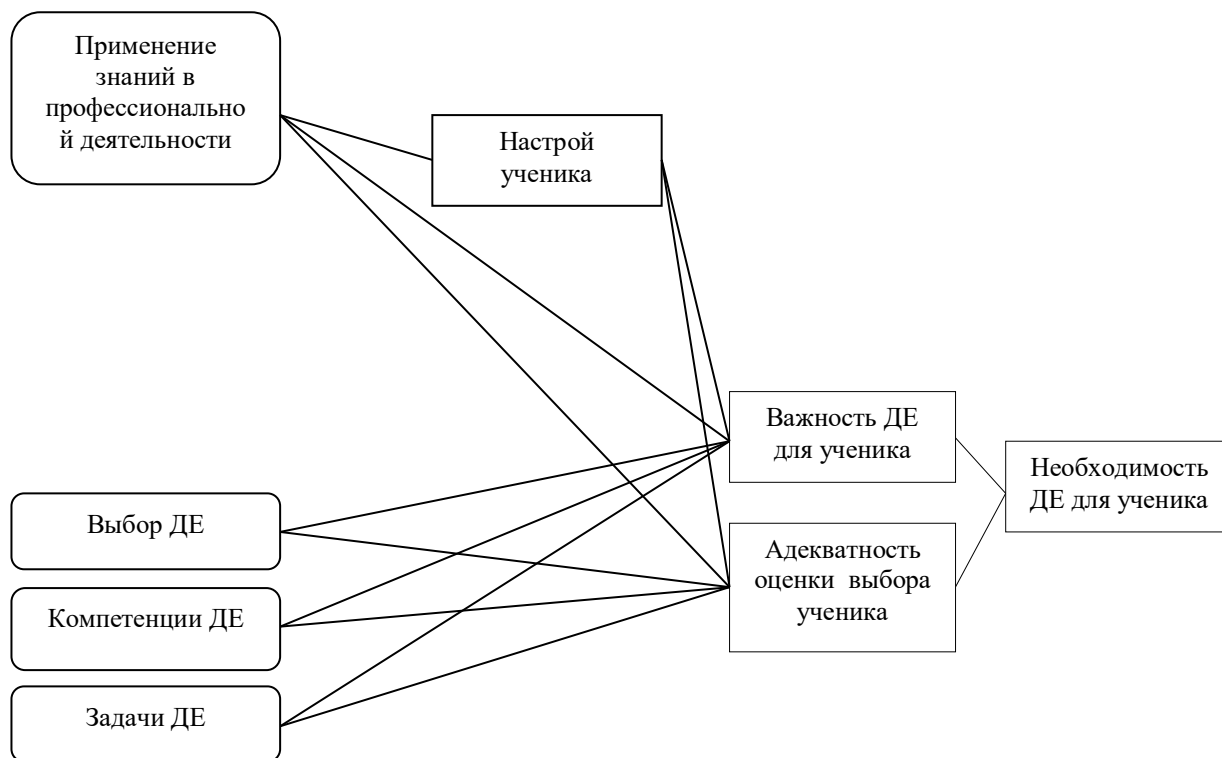 Применение
знаний в
профессионально
й деятельности
Настрой
ученика
Важность ДЕ
для ученика
Необходимость
ДЕ для ученика
Выбор ДЕ
Адекватность
оценки выбора
ученика
Компетенции ДЕ
Задачи ДЕ